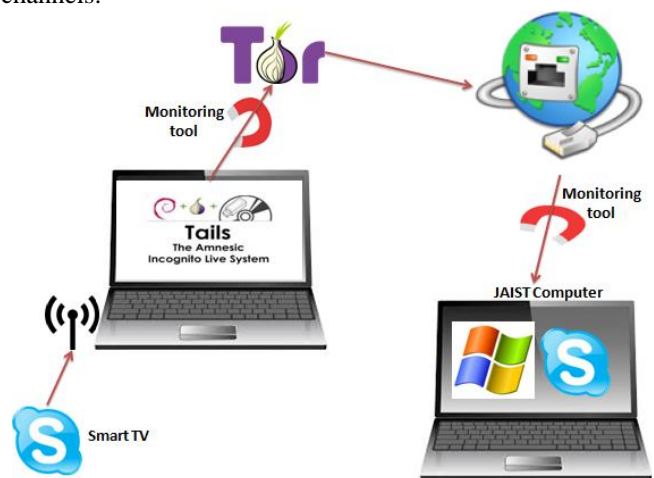 channels.
Tor
Monitoring
tool
Tails
The Amnesic
Incognito Live System
Monitoring
tool
JAIST Computer
S
S
Smart TV